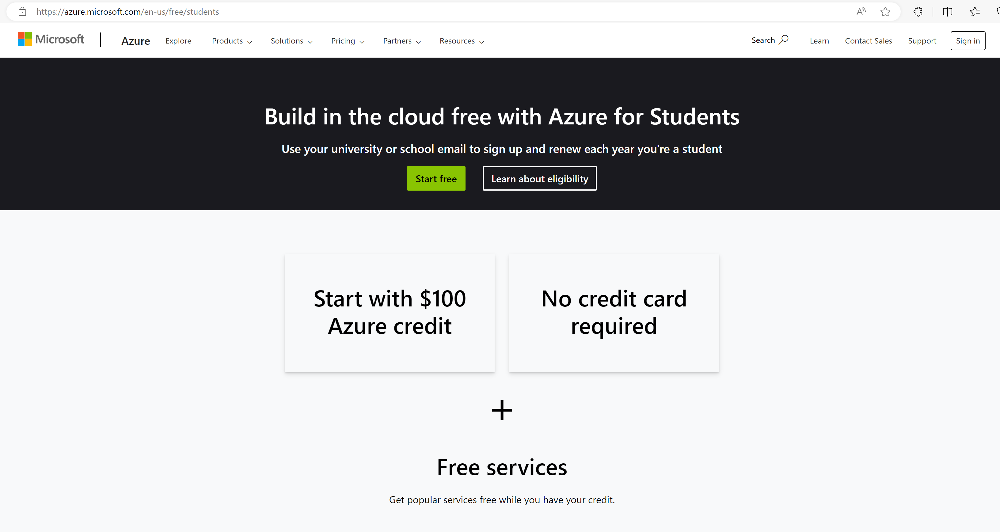 https://azure.microsoft.com/en-us/free/students
Microsoft
Azure Explore Products Solutions Pricing Partners Resources Search Learn Contact Sales Support Sign in
Build in the cloud free with Azure for Students
Use your university or school email to sign up and renew each year you're a student
Start free Learn about eligibility
Start with $100
Azure credit
No credit card
required
+
Free services
Get popular services free while you have your credit.